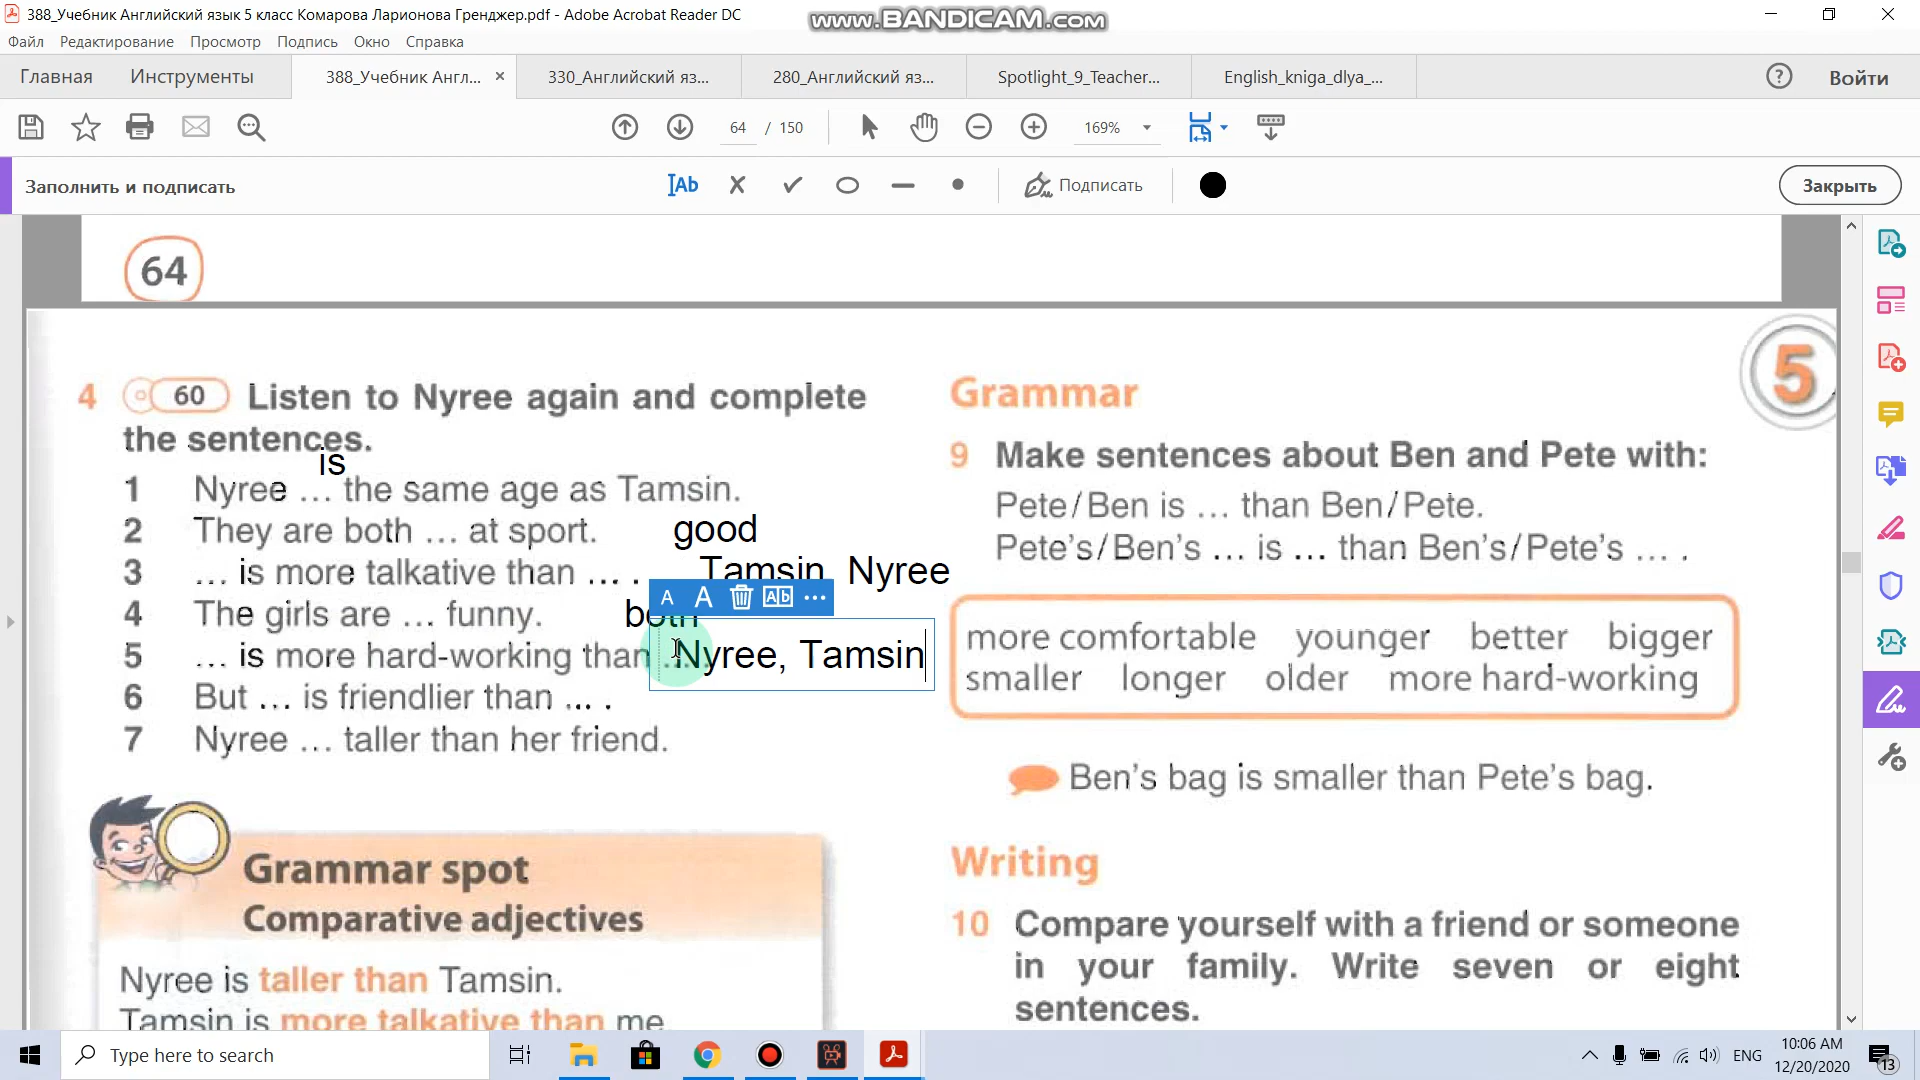 388_Учебник Английский язык 5 класс Комарова Ларионова Гренджер.pdf - Adobe Acrobat Reader DC
www.BANDICAM.com
Файл Редактирование Просмотр Подпись Окно Справка
Главная Инструменты 388_Учебник Англ... 330_Английский яз... 280_Английский яз... Spotlight_9_Teacher... English_kniga_dlya_... Войти
64 / 150 169%
Заполнить и подписать Подписать Закрыть
64
4 60 Listen to Nyree again and complete
the sentences.
is
1 Nyree ... the same age as Tamsin.
2 They are both ... at sport. good
3 ... is more talkative than ... . Tamsin, Nyree
4 The girls are ... funny. both
5 ... is more hard-working than ... Nyree, Tamsin
6 But ... is friendlier than ... .
7 Nyree ... taller than her friend.
Grammar spot
Comparative adjectives
Nyree is taller than Tamsin.
Tamsin is more talkative than me
5
Grammar
9 Make sentences about Ben and Pete with:
Pete/Ben is ... than Ben/Pete.
Pete's/Ben's ... is ... than Ben's/Pete's ... .
more comfortable younger better bigger
smaller longer older more hard-working
Ben's bag is smaller than Pete's bag.
Writing
10 Compare yourself with a friend or someone
in your family. Write seven or eight
sentences.
Type here to search
ENG
10:06 AM
12/20/2020
13